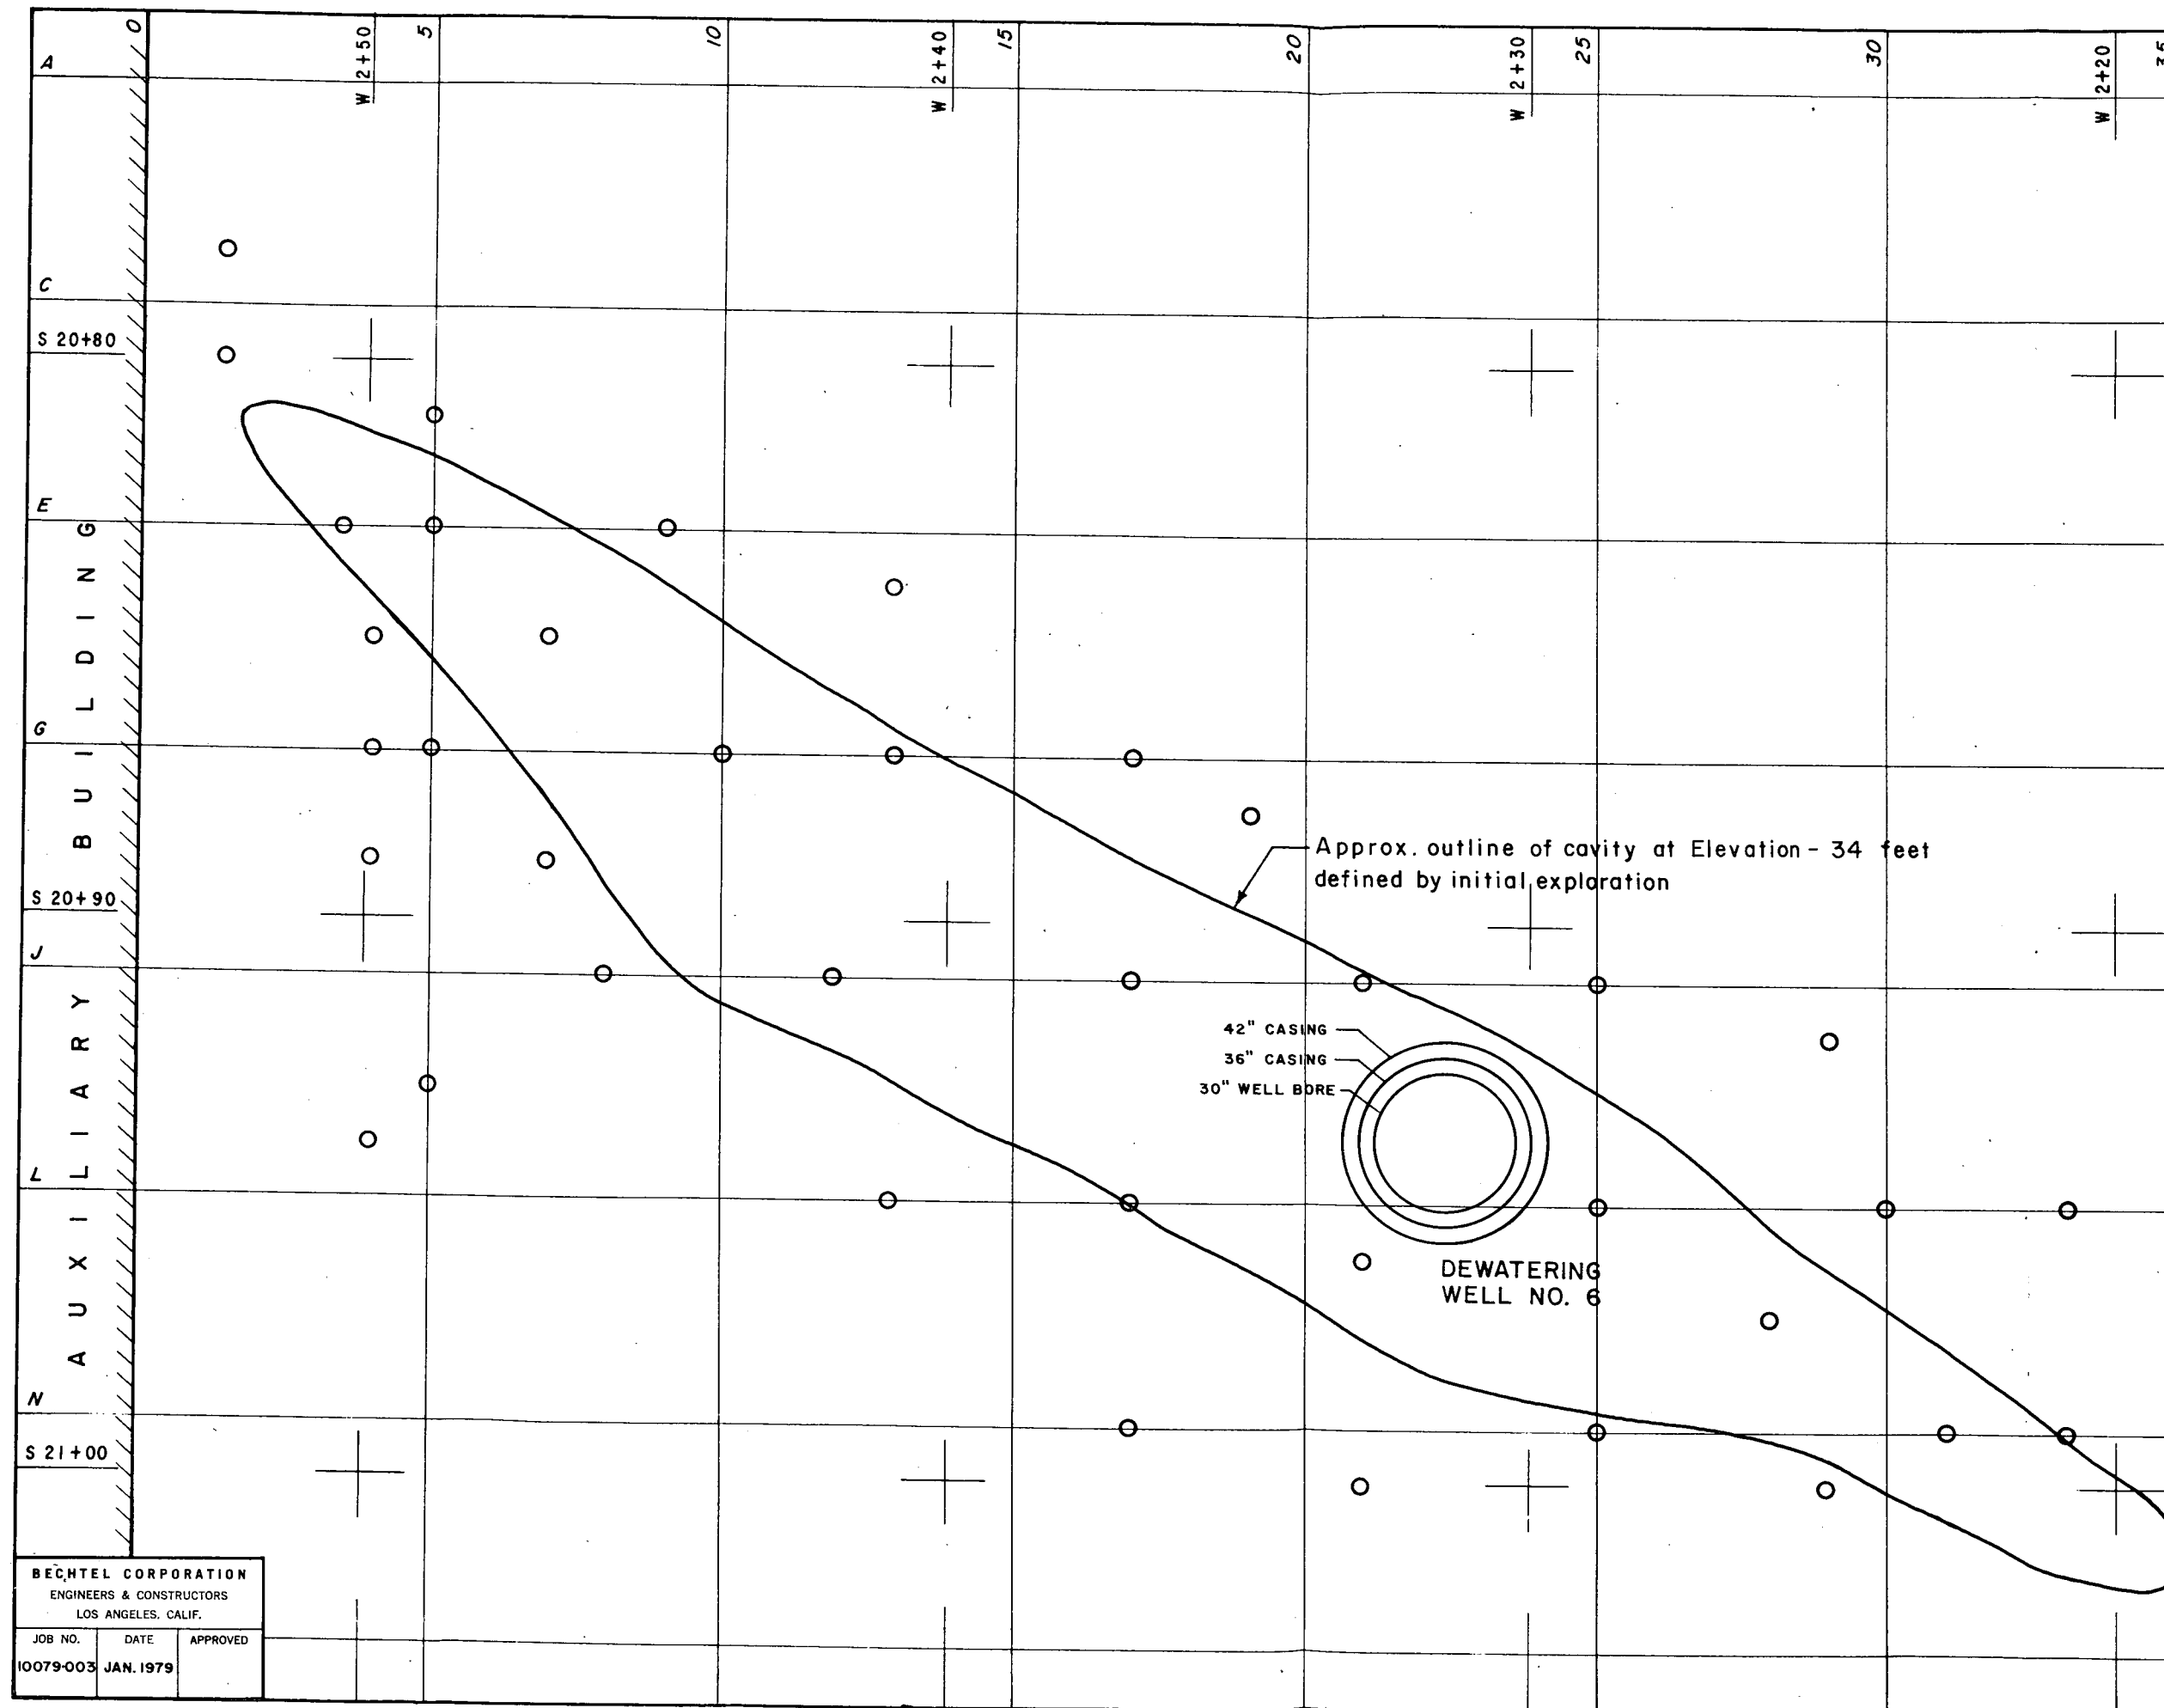 0
W 2+50
5
10
W 2+40
15
20
W 2+30
25
30
W 2+20
35
A
C
S 20+80
E
G
S 20+90
J
L
N
S 21+00
AUXILIARY BUILDING
Approx. outline of cavity at Elevation - 34 feet
defined by initial exploration
42" CASING
36" CASING
30" WELL BORE
DEWATERING
WELL NO. 6
BECHTEL CORPORATION
ENGINEERS & CONSTRUCTORS
LOS ANGELES, CALIF.
JOB NO. DATE APPROVED
10079-003 JAN. 1979